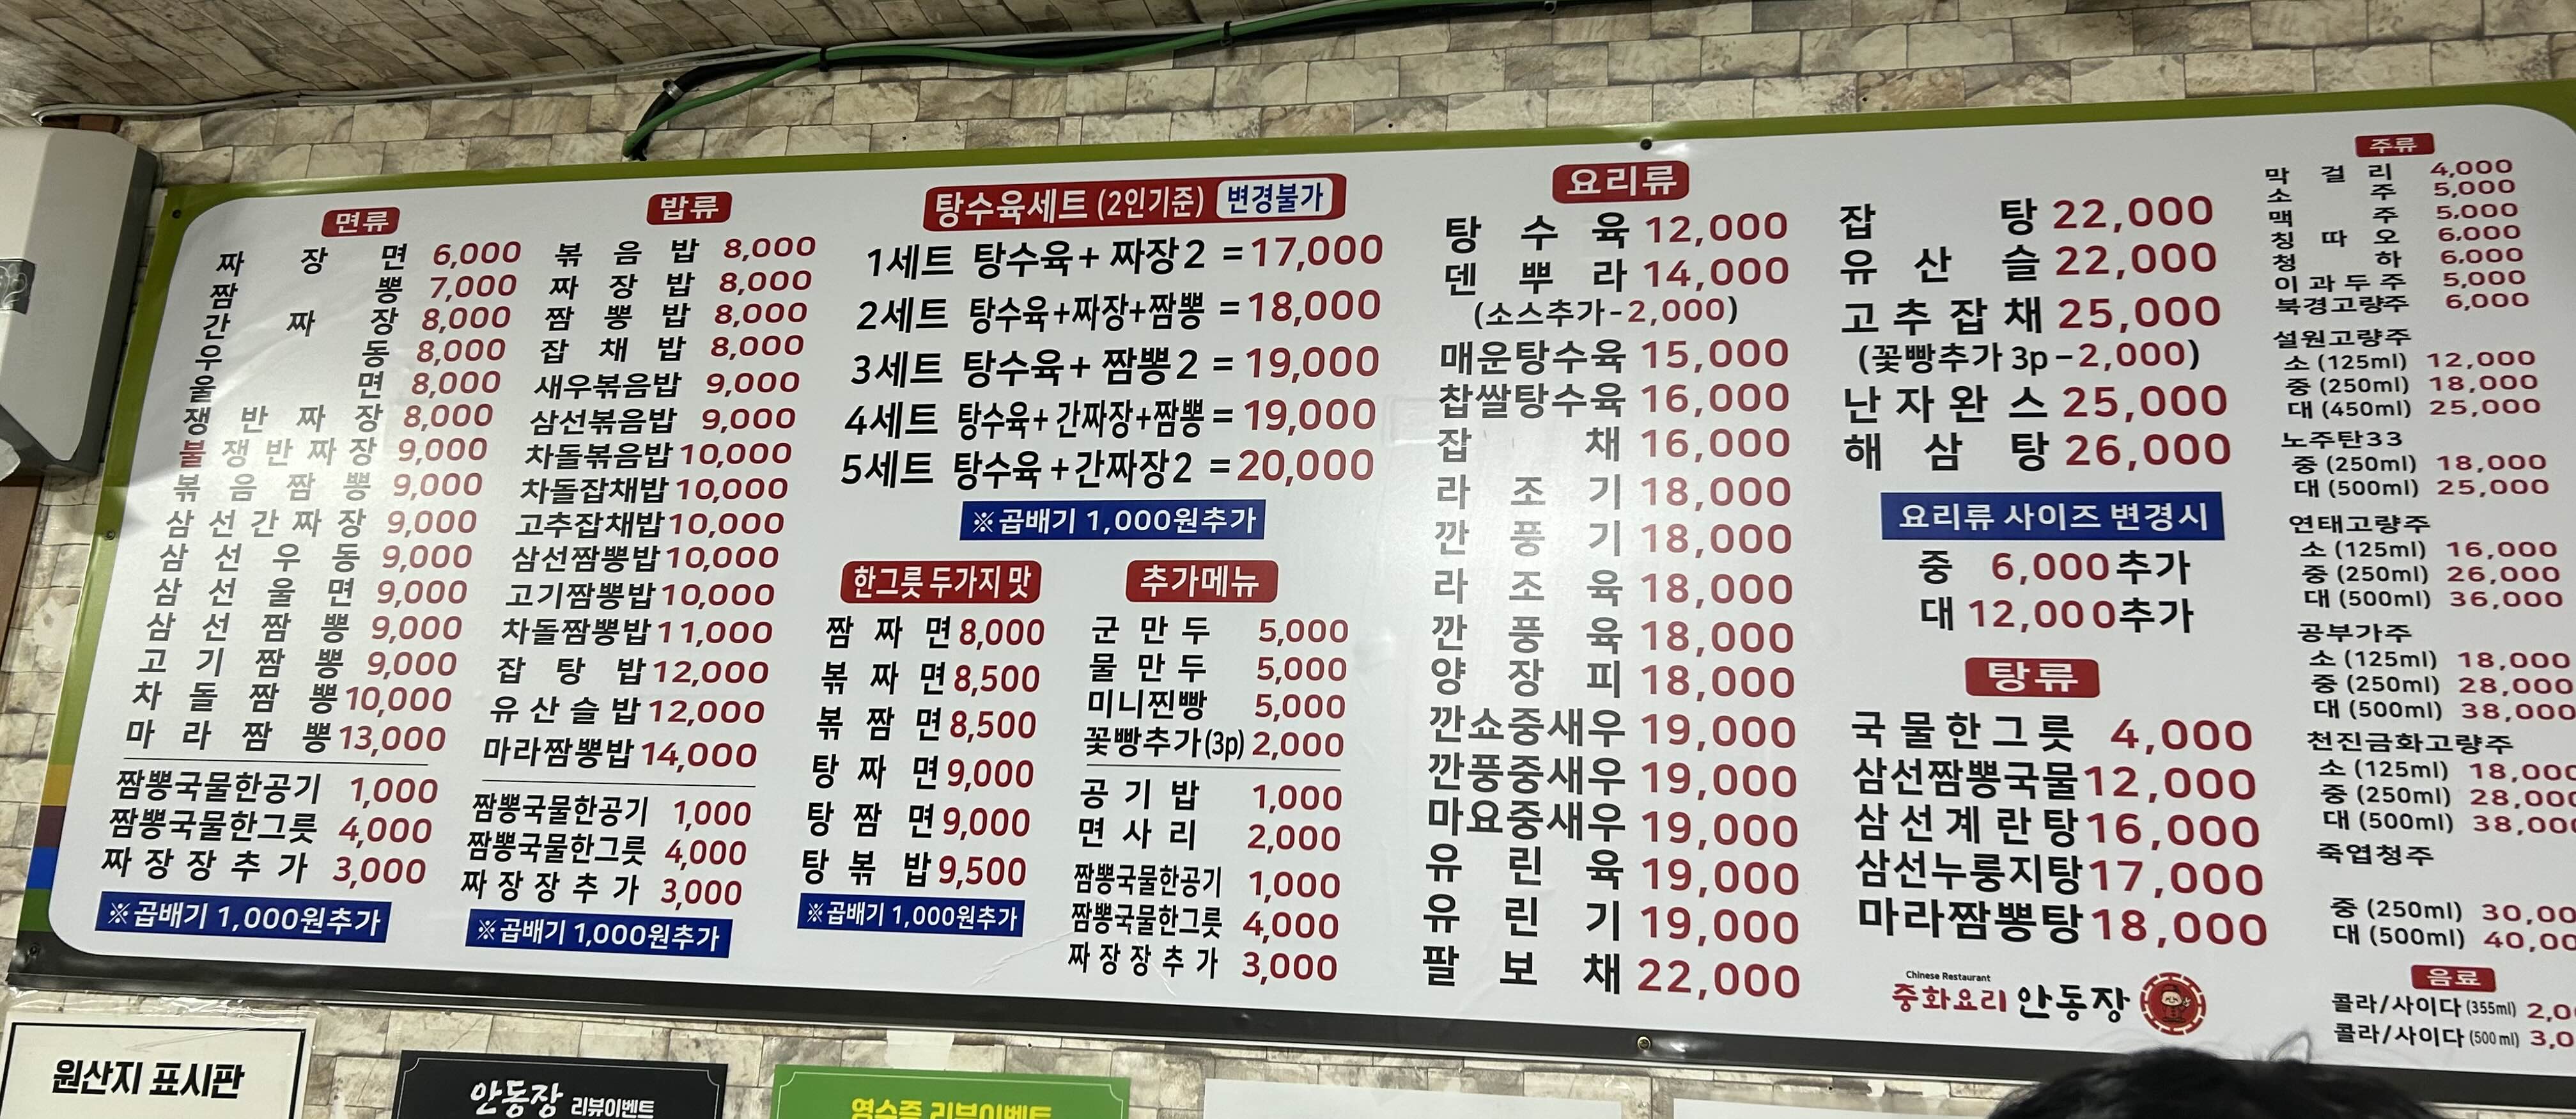 면류
짜장면 6,000
짬뽕 7,000
간짜장 8,000
우동 8,000
울면 8,000
쟁반짜장 8,000
불쟁반짜장 9,000
볶음짬뽕 9,000
삼선간짜장 9,000
삼선우동 9,000
삼선울면 9,000
삼선짬뽕 9,000
고기짬뽕 9,000
차돌짬뽕 10,000
마라짬뽕 13,000
짬뽕국물한공기 1,000
짬뽕국물한그릇 4,000
짜장장추가 3,000
※곱배기 1,000원추가
밥류
볶음밥 8,000
짜장밥 8,000
짬뽕밥 8,000
잡채밥 8,000
새우볶음밥 9,000
삼선볶음밥 9,000
차돌볶음밥 10,000
차돌잡채밥 10,000
고추잡채밥 10,000
삼선짬뽕밥 10,000
고기짬뽕밥 10,000
차돌짬뽕밥 11,000
잡탕밥 12,000
유산슬밥 12,000
마라짬뽕밥 14,000
짬뽕국물한공기 1,000
짬뽕국물한그릇 4,000
짜장장추가 3,000
※곱배기 1,000원추가
탕수육세트 (2인기준) 변경불가
1세트 탕수육+ 짜장2 =17,000
2세트 탕수육+짜장+짬뽕 =18,000
3세트 탕수육+ 짬뽕2 =19,000
4세트 탕수육+ 간짜장+짬뽕=19,000
5세트 탕수육+간짜장2 =20,000
※곱배기 1,000원추가
한그릇 두가지 맛
짬짜면 8,000
볶짜면 8,500
볶짬면 8,500
탕짜면 9,000
탕짬면 9,000
탕볶밥 9,500
※곱배기 1,000원추가
추가메뉴
군만두 5,000
물만두 5,000
미니찐빵 5,000
꽃빵추가(3p) 2,000
공기밥 1,000
면사리 2,000
짬뽕국물한공기 1,000
짬뽕국물한그릇 4,000
짜장장추가 3,000
요리류
탕수육 12,000
덴뿌라 14,000
(소스추가-2,000)
매운탕수육 15,000
찹쌀탕수육 16,000
잡채 16,000
라조기 18,000
깐풍기 18,000
라조육 18,000
깐풍육 18,000
양장피 18,000
깐쇼중새우 19,000
깐풍중새우 19,000
마요중새우 19,000
유린육 19,000
유린기 19,000
팔보채 22,000
잡탕 22,000
유산슬 22,000
고추잡채 25,000
(꽃빵추가 3p-2,000)
난자완스 25,000
해삼탕 26,000
요리류 사이즈 변경시
중 6,000추가
대 12,000추가
탕류
국물한그릇 4,000
삼선짬뽕국물 12,000
삼선계란탕 16,000
삼선누룽지탕 17,000
마라짬뽕탕 18,000
Chinese Restaurant
중화요리 안동장
주류
막걸리 4,000
소주 5,000
맥주 5,000
칭따오 6,000
청하 6,000
이과두주 5,000
북경고량주 6,000
설원고량주
소 (125ml) 12,000
중 (250ml) 18,000
대 (450ml) 25,000
노주탄33
중 (250ml) 18,000
대 (500ml) 25,000
연태고량주
소 (125ml) 16,000
중 (250ml) 26,000
대 (500ml) 36,000
공부가주
소 (125ml) 18,000
중 (250ml) 28,000
대 (500ml) 38,000
천진금화고량주
소 (125ml) 18,000
중 (250ml) 28,000
대 (500ml) 38,000
죽엽청주
중 (250ml) 30,00
대 (500ml) 40,00
음료
콜라/사이다 (355ml) 2,0
콜라/사이다 (500ml) 3,0
원산지 표시판
안동장 리뷰이벤트
영수증 리뷰이벤트